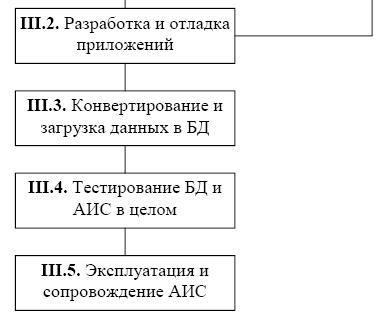 III.2. Разработка и отладка
приложений
III.3. Конвертирование и
загрузка данных в БД
III.4. Тестирование БД и
АИС в целом
III.5. Эксплуатация и
сопровождение АИС